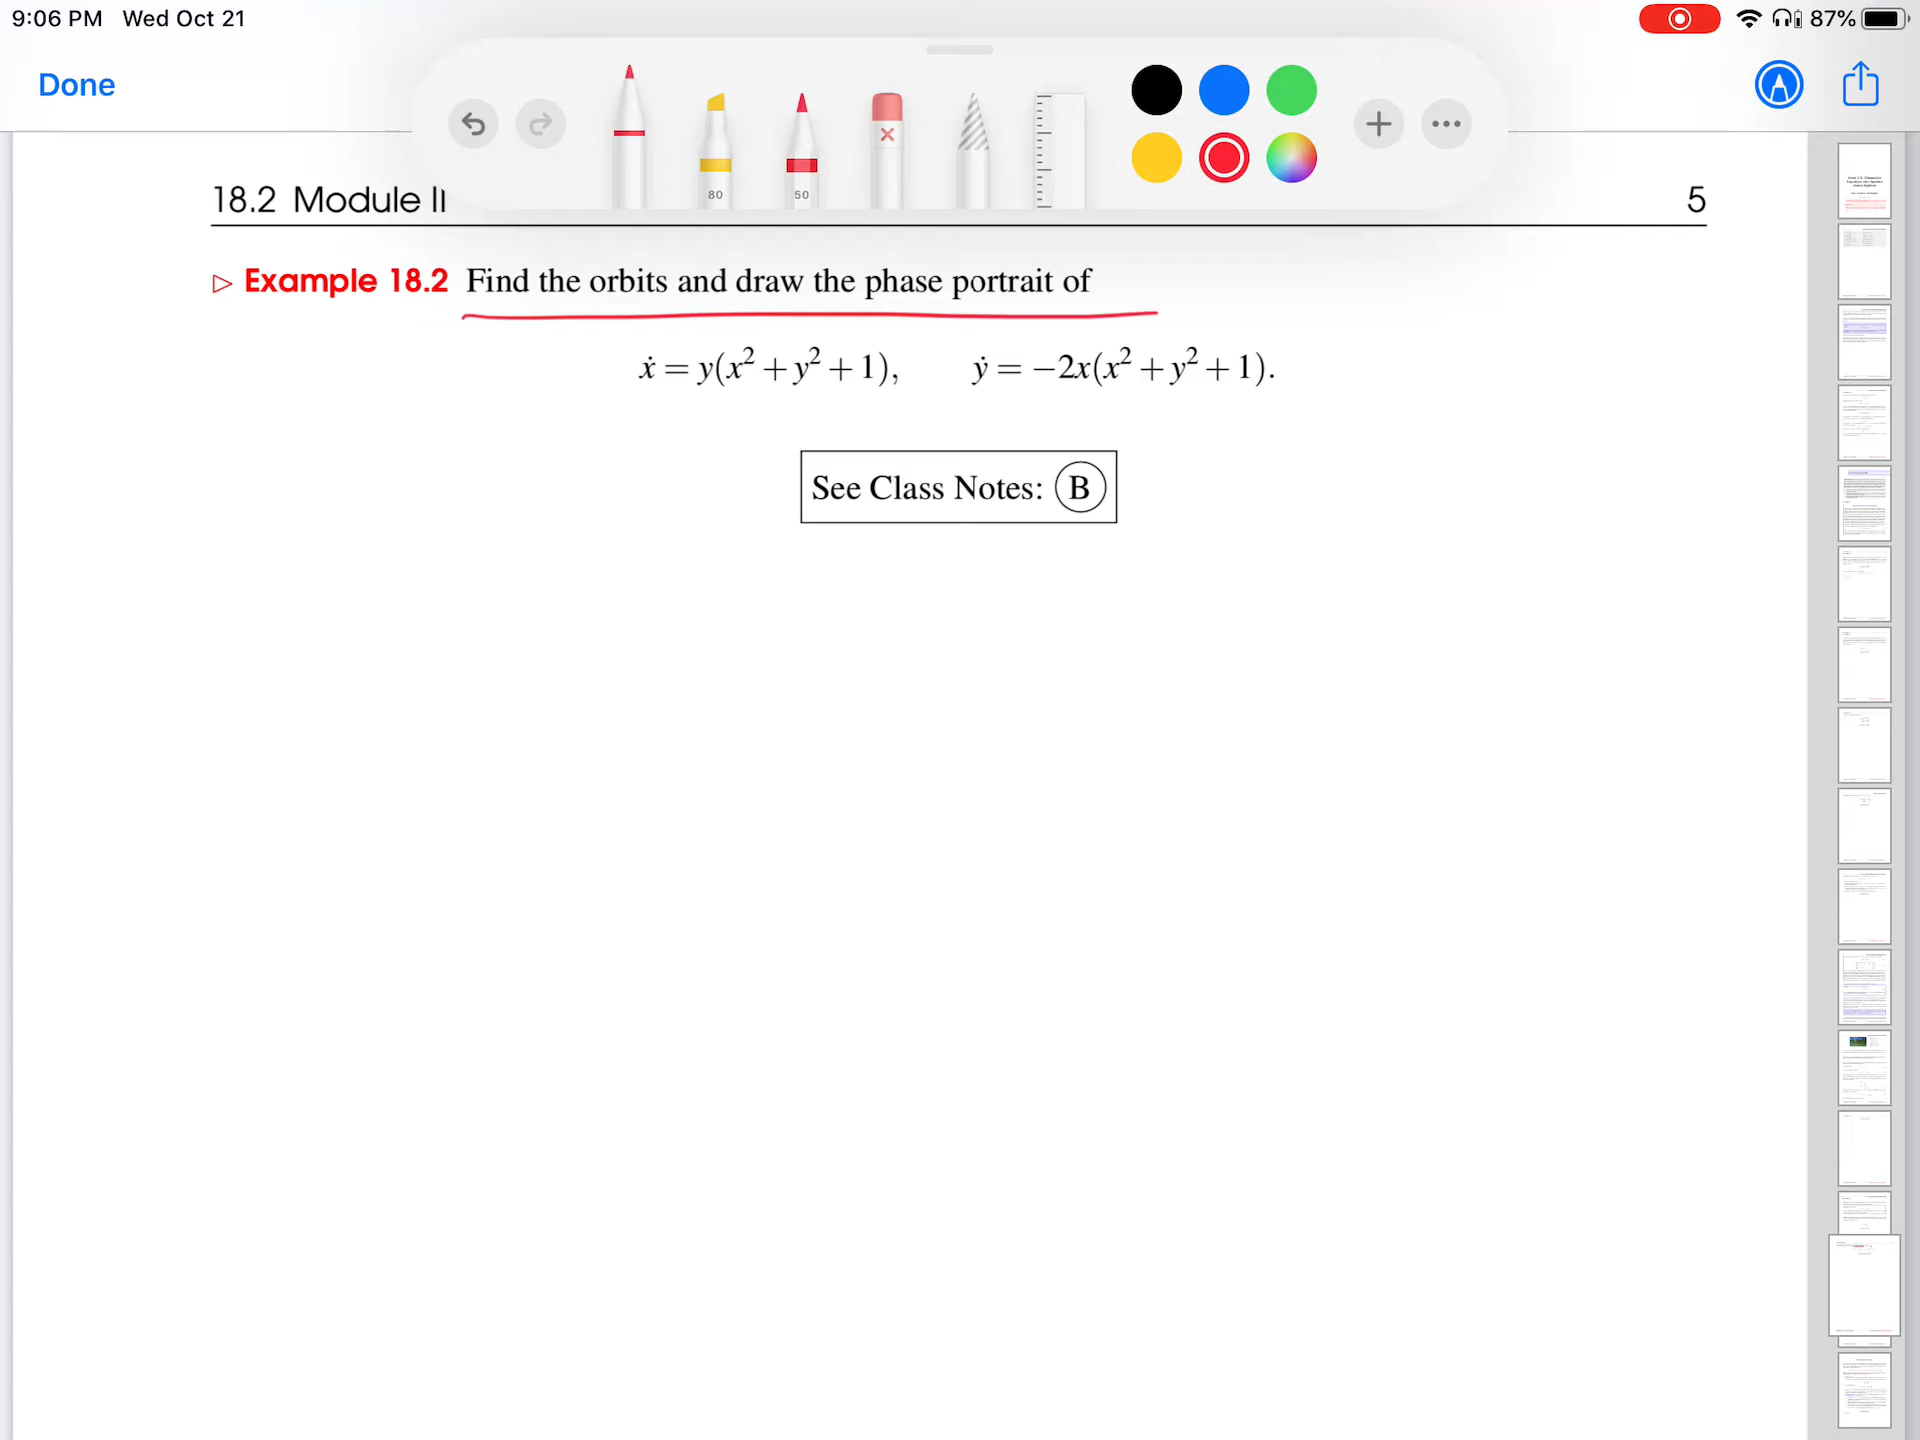 9:06 PM Wed Oct 21
87%
Done
80
50
18.2 Module II
5
▷ Example 18.2 Find the orbits and draw the phase portrait of
ẋ = y(x² + y² + 1), ẏ = −2x(x² + y² + 1).
See Class Notes: Ⓑ